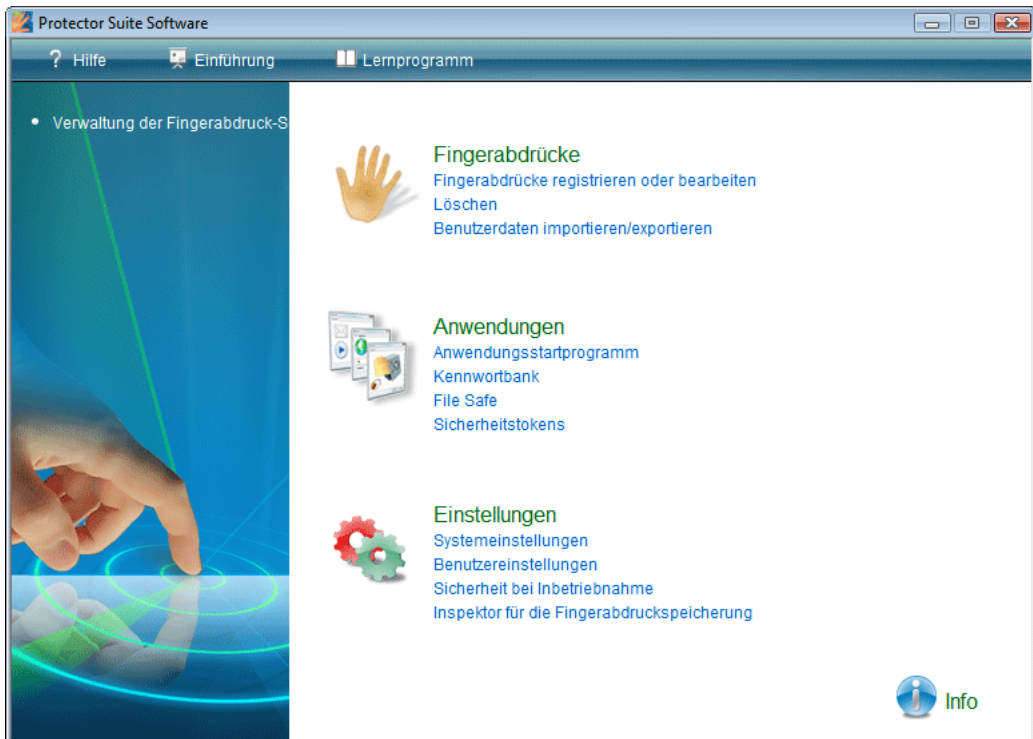 Protector Suite Software
? Hilfe Einführung Lernprogramm
• Verwaltung der Fingerabdruck-S
Fingerabdrücke
Fingerabdrücke registrieren oder bearbeiten
Löschen
Benutzerdaten importieren/exportieren
Anwendungen
Anwendungsstartprogramm
Kennwortbank
File Safe
Sicherheitstokens
Einstellungen
Systemeinstellungen
Benutzereinstellungen
Sicherheit bei Inbetriebnahme
Inspektor für die Fingerabdruckspeicherung
Info